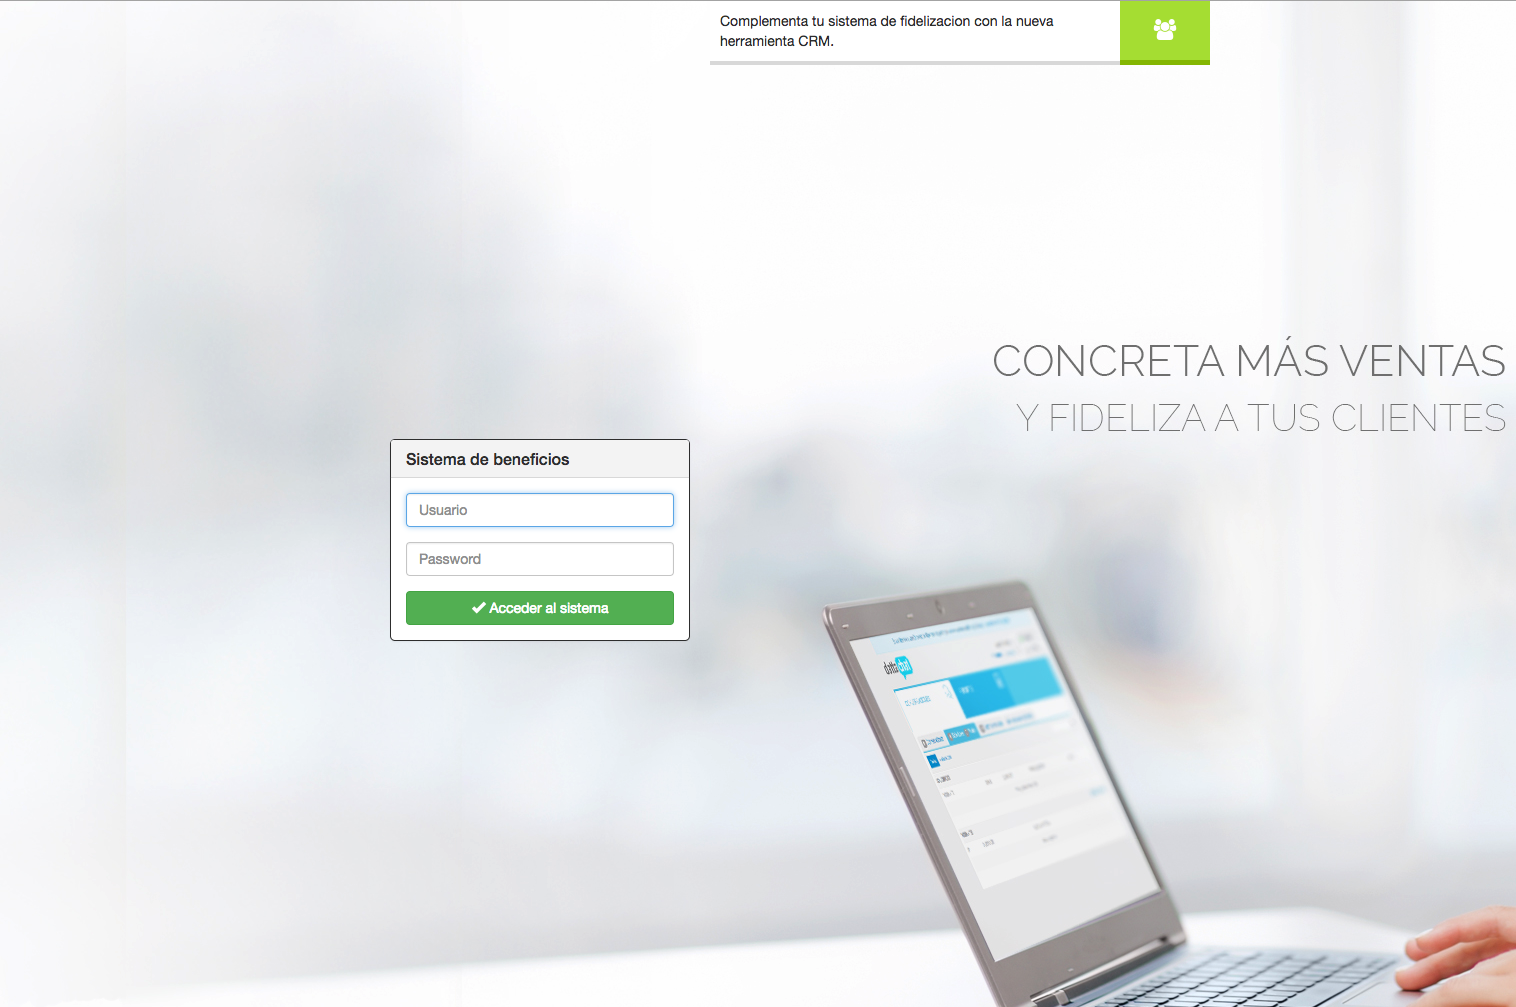 Complementa tu sistema de fidelizacion con la nueva
herramienta CRM.
CONCRETA MÁS VENTAS
Y FIDELIZA A TUS CLIENTES
Sistema de beneficios
Usuario
Password
Acceder al sistema